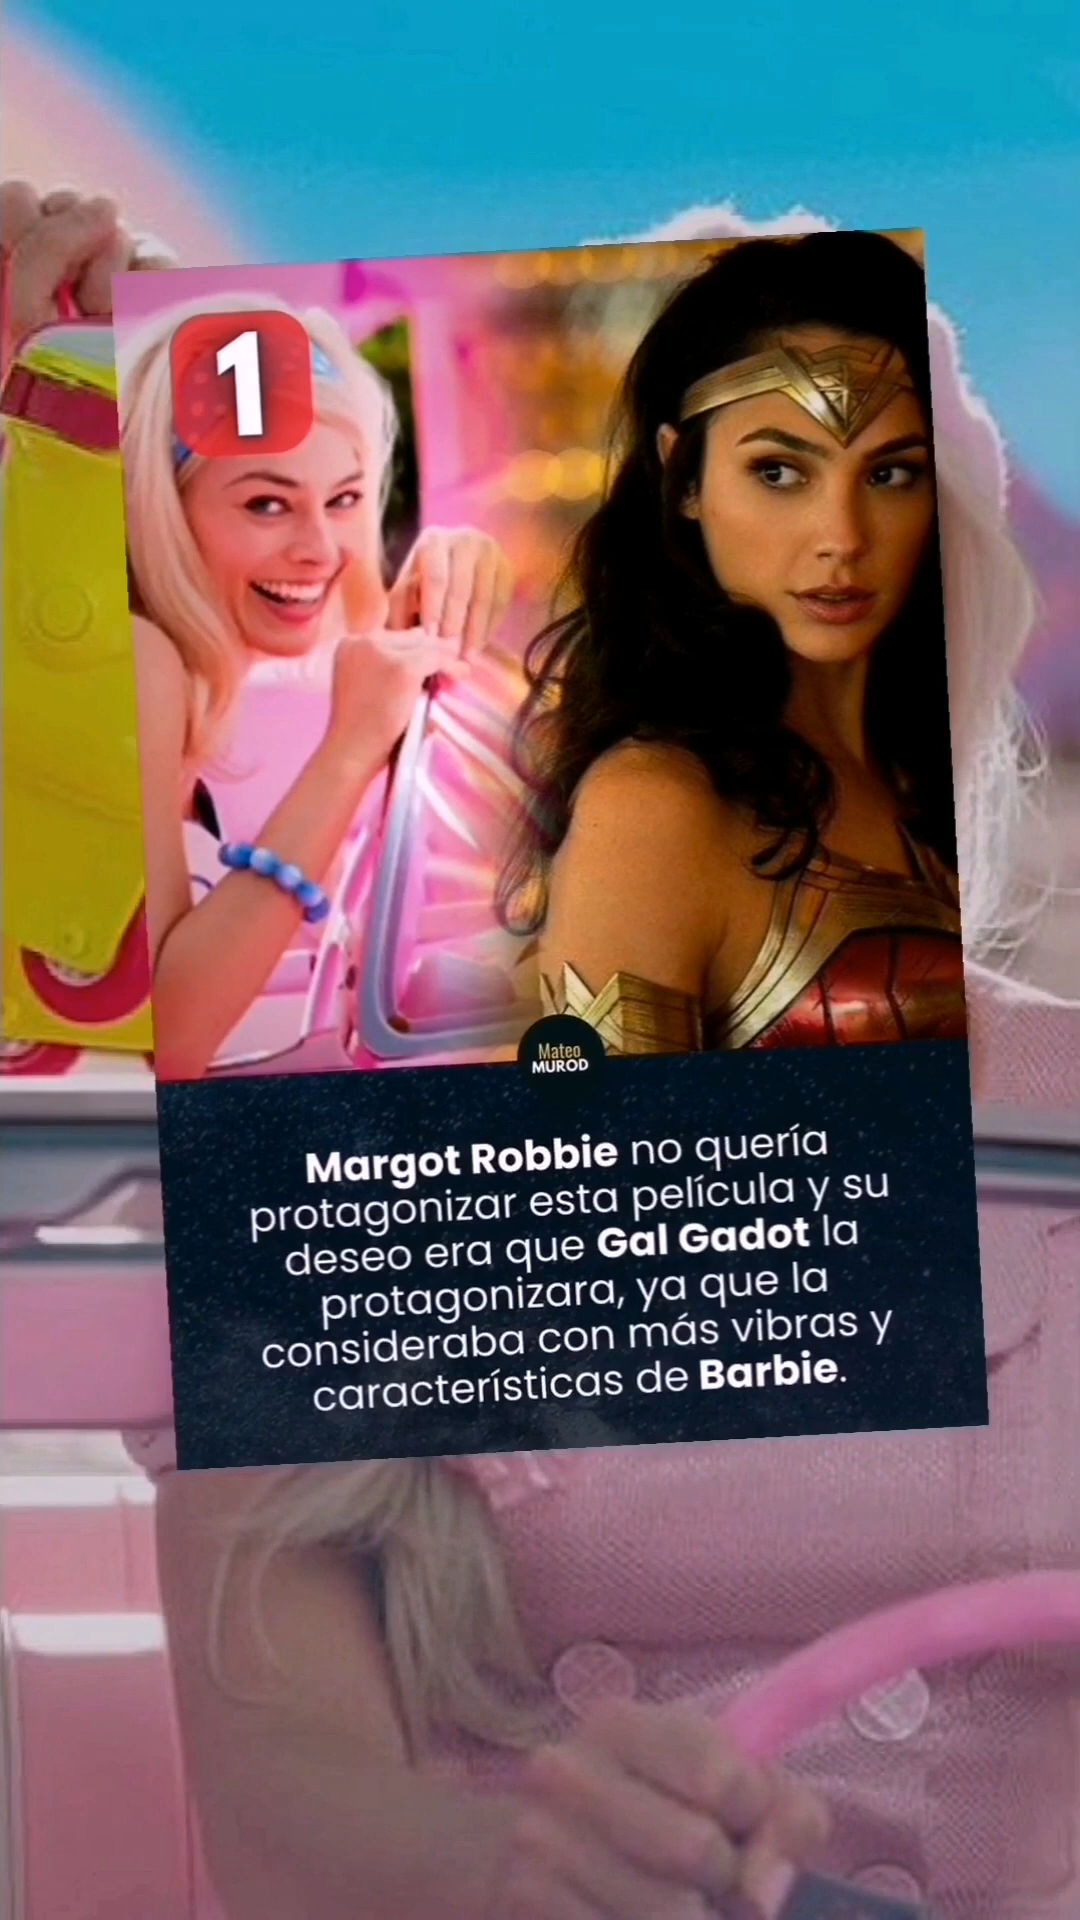 1
Mateo
MUROD
Margot Robbie no quería
protagonizar esta película y su
deseo era que Gal Gadot la
protagonizara, ya que la
consideraba con más vibras y
características de Barbie.